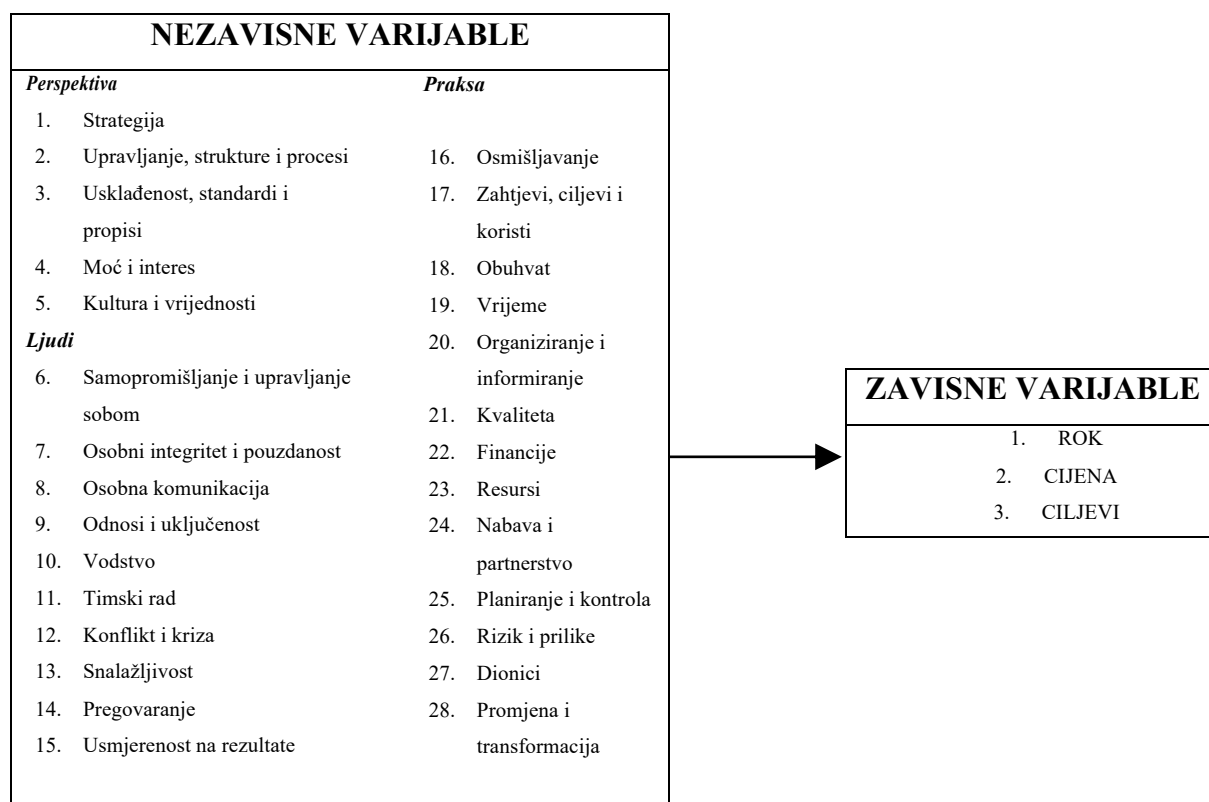 NEZAVISNE VARIJABLE
Perspektiva
1. Strategija
2. Upravljanje, strukture i procesi
3. Usklađenost, standardi i
propisi
4. Moć i interes
5. Kultura i vrijednosti
Ljudi
6. Samopromišljanje i upravljanje
sobom
7. Osobni integritet i pouzdanost
8. Osobna komunikacija
9. Odnosi i uključenost
10. Vodstvo
11. Timski rad
12. Konflikt i kriza
13. Snalažljivost
14. Pregovaranje
15. Usmjerenost na rezultate
Praksa
16. Osmišljavanje
17. Zahtjevi, ciljevi i
koristi
18. Obuhvat
19. Vrijeme
20. Organiziranje i
informiranje
21. Kvaliteta
22. Financije
23. Resursi
24. Nabava i
partnerstvo
25. Planiranje i kontrola
26. Rizik i prilike
27. Dionici
28. Promjena i
transformacija
ZAVISNE VARIJABLE
1. ROK
2. CIJENA
3. CILJEVI